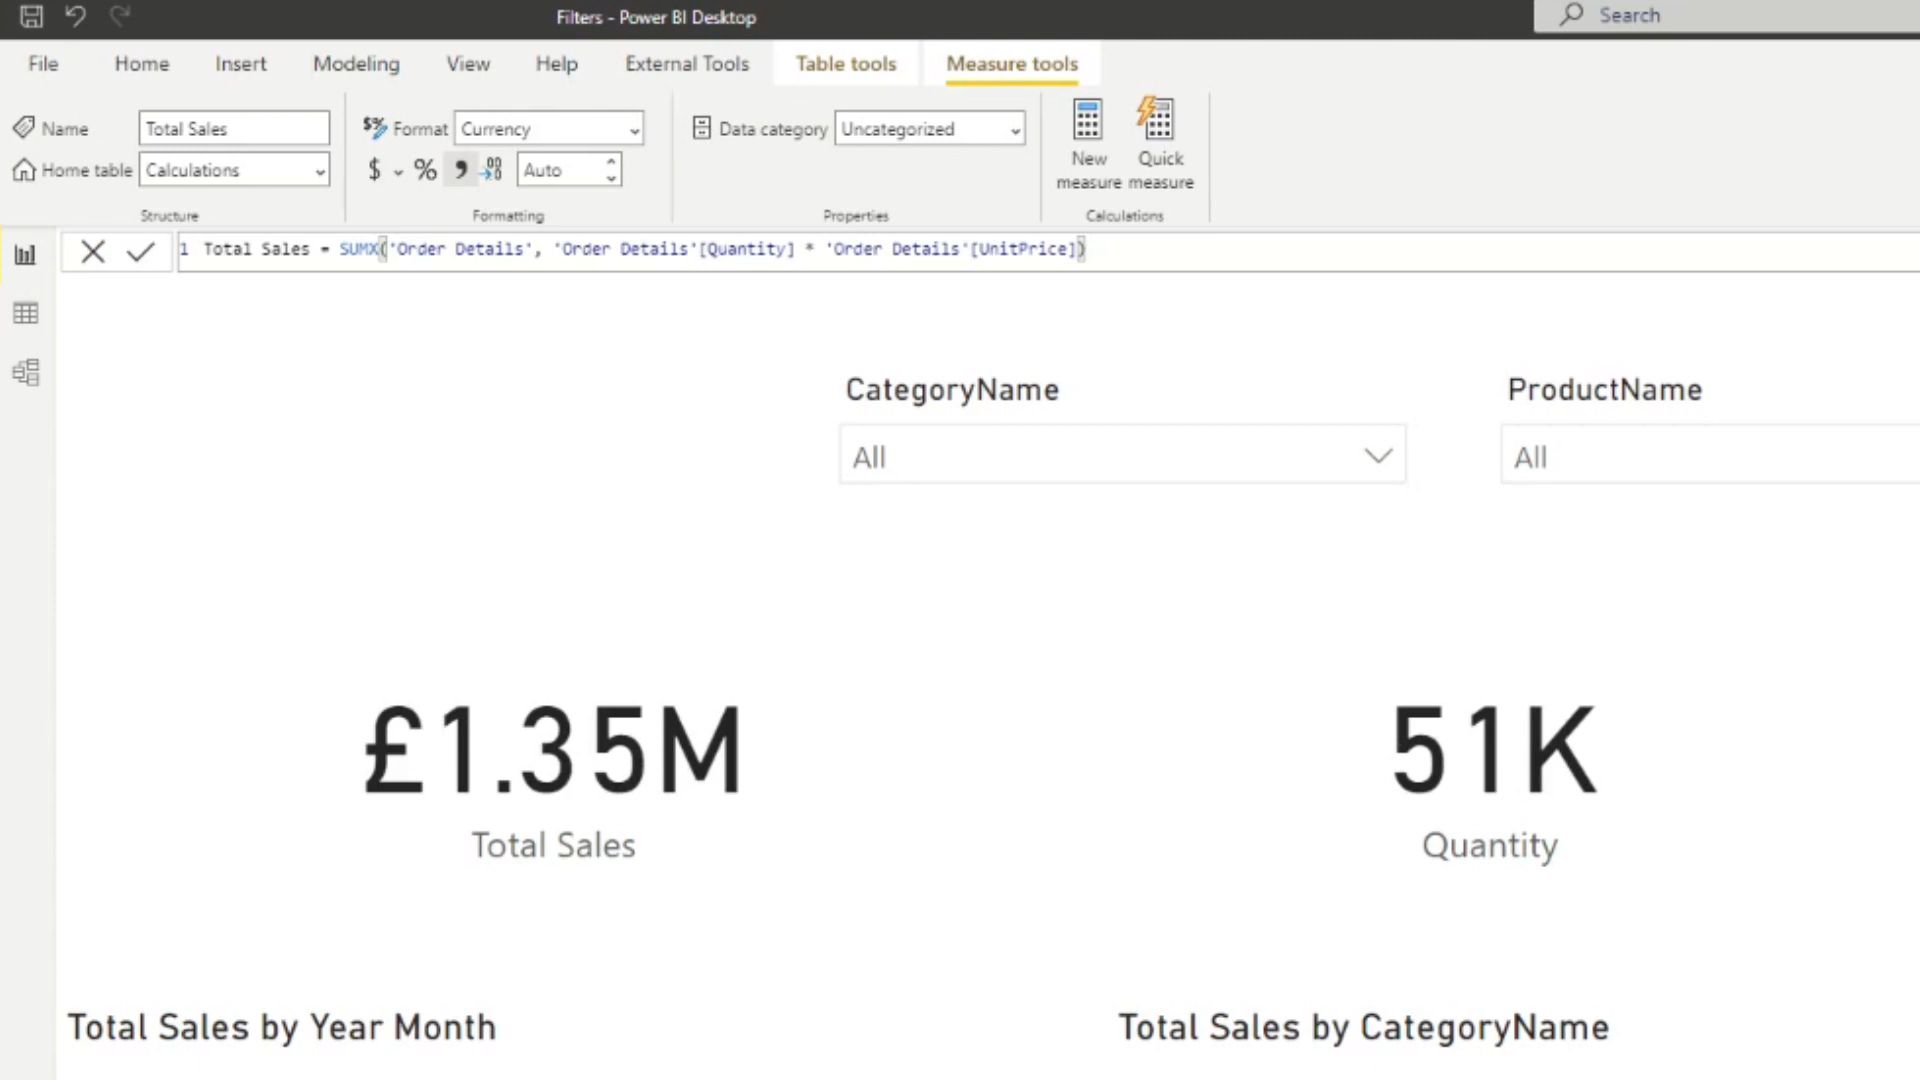 Filters - Power BI Desktop
Search
File Home Insert Modeling View Help External Tools Table tools Measure tools
Name Total Sales
$% Format Currency
Data category Uncategorized
Home table Calculations
$ % 9 .00 Auto
New measure
Quick measure
Structure Formatting Properties Calculations
1 Total Sales = SUMX('Order Details', 'Order Details'[Quantity] * 'Order Details'[UnitPrice])
CategoryName
ProductName
All
All
£1.35M
51K
Total Sales
Quantity
Total Sales by Year Month
Total Sales by CategoryName